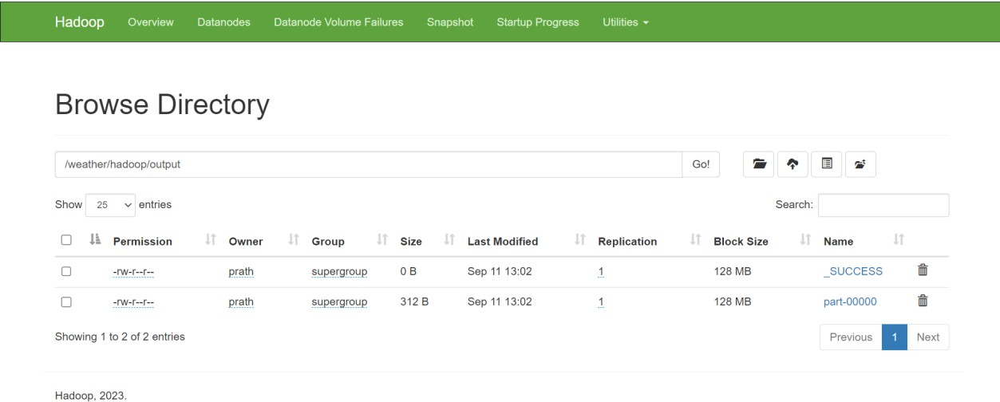 Hadoop Overview Datanodes Datanode Volume Failures Snapshot Startup Progress Utilities
Browse Directory
/weather/hadoop/output Go!
Show 25 entries Search:
Permission Owner Group Size Last Modified Replication Block Size Name
-rw-r--r-- prath supergroup 0 B Sep 11 13:02 1 128 MB _SUCCESS
-rw-r--r-- prath supergroup 312 B Sep 11 13:02 1 128 MB part-00000
Showing 1 to 2 of 2 entries Previous 1 Next
Hadoop, 2023.